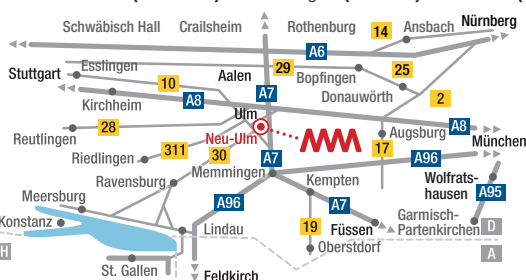 Schwäbisch Hall Crailsheim Rothenburg 14 Ansbach Nürnberg
A6
Stuttgart Esslingen 29 25
10 Aalen Bopfingen
Kirchheim A8 A7 Donauwörth 2
Ulm
Reutlingen 28 Neu-Ulm Augsburg A8
München
Riedlingen 311 30 A7 17 A96
Ravensburg Memmingen Kempten Wolfrats-
hausen A95
Meersburg A96 A7
Konstanz Lindau 19 Füssen Garmisch-
Partenkirchen D
H St. Gallen Oberstdorf A
Feldkirch